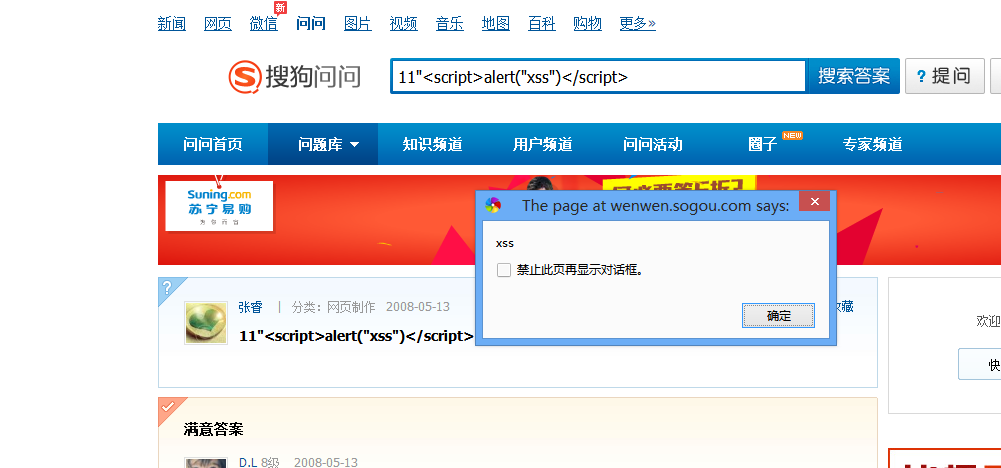 新
新闻 网页 微信 问问 图片 视频 音乐 地图 百科 购物 更多»
搜狗问问 11"<script>alert("xss")</script> 搜索答案 ? 提问
问问首页 问题库 知识频道 用户频道 问问活动 圈子 NEW 专家频道
Suning.com
苏宁易购
The page at wenwen.sogou.com says:
xss
禁止此页再显示对话框。
确定
? 张睿 | 分类:网页制作 2008-05-13 收藏
11"<script>alert("xss")</script>
欢迎
快
满意答案
D.L 8级 2008-05-13